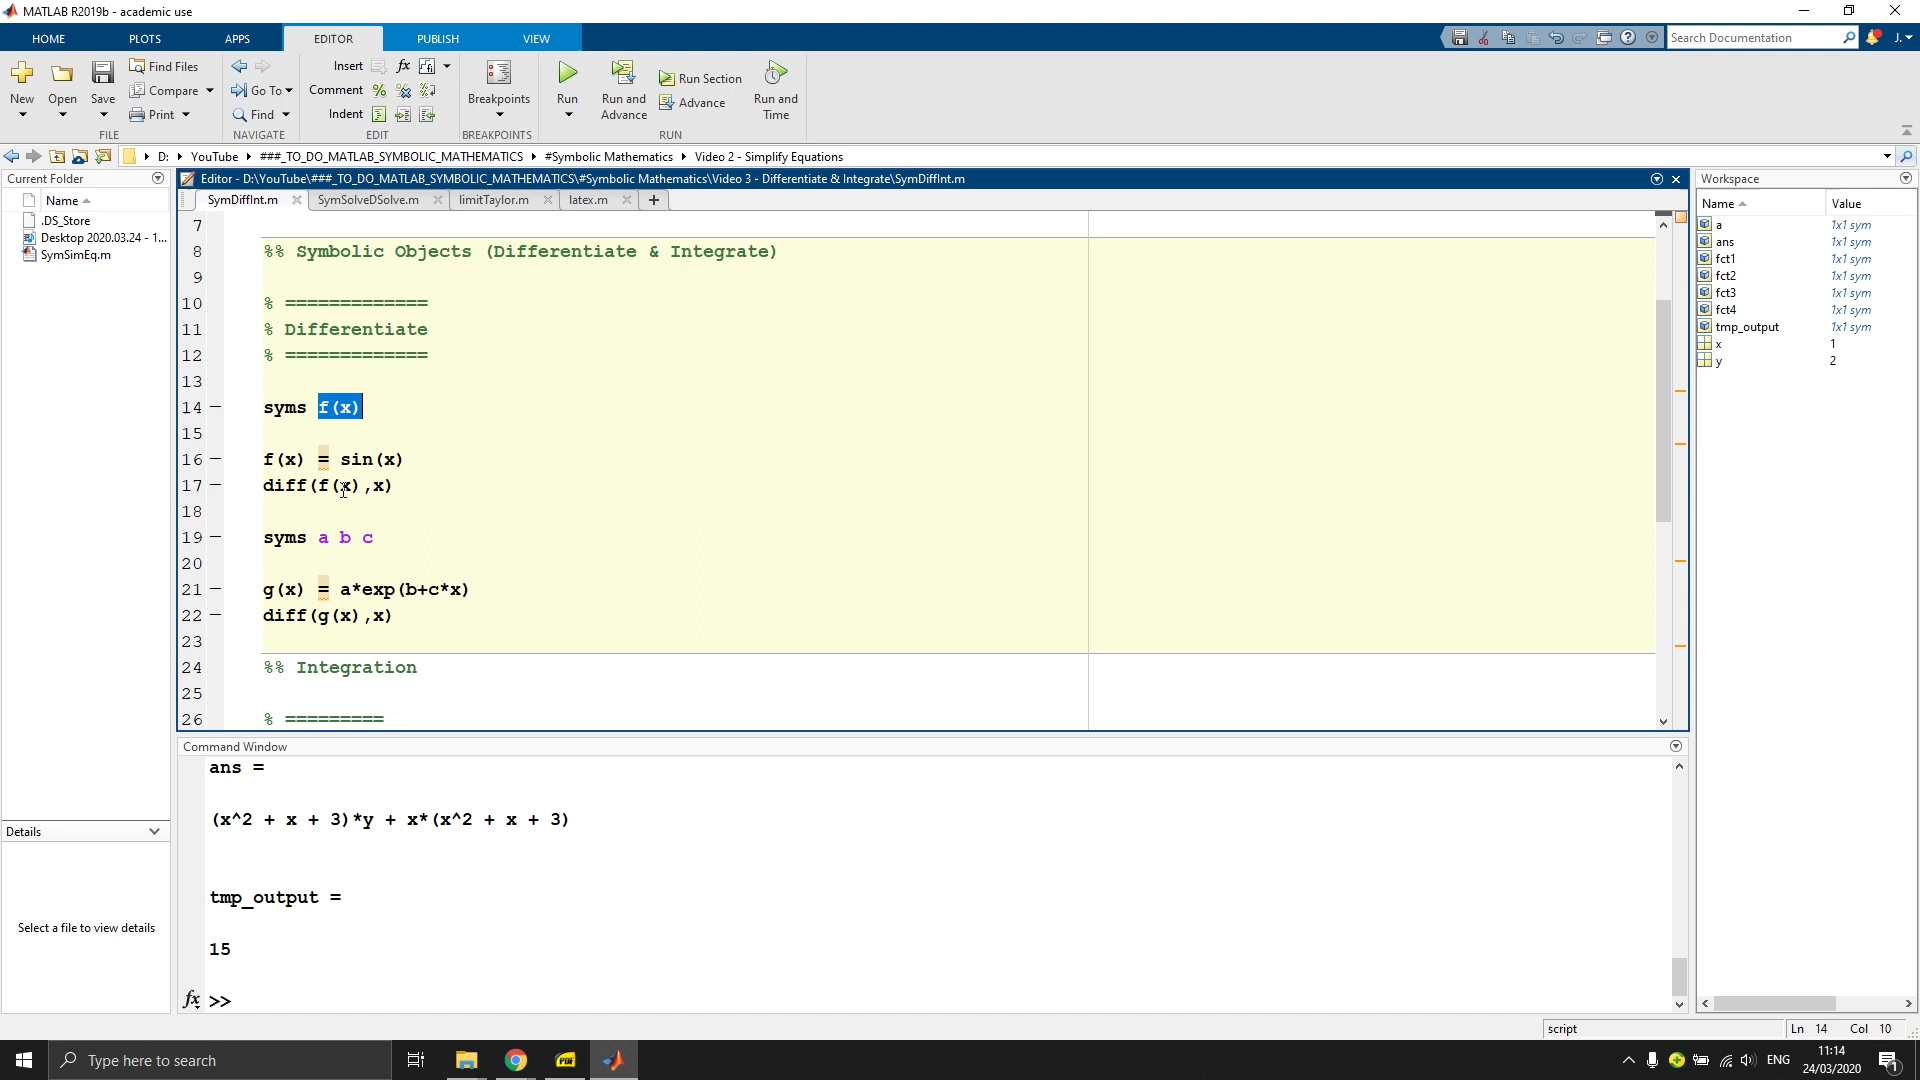 MATLAB R2019b - academic use
HOME PLOTS APPS EDITOR PUBLISH VIEW
Search Documentation J.
New Open Save Find Files Compare Print
Go To Find
Insert fx
Comment
Indent
Breakpoints
Run
Run and Advance
Run Section
Advance
Run and Time
FILE NAVIGATE EDIT BREAKPOINTS RUN
D: YouTube ###_TO_DO_MATLAB_SYMBOLIC_MATHEMATICS #Symbolic Mathematics Video 2 - Simplify Equations
Current Folder
Name
.DS_Store
Desktop 2020.03.24 - 1...
SymSimEq.m
Details
Select a file to view details
Editor - D:\YouTube\###_TO_DO_MATLAB_SYMBOLIC_MATHEMATICS\#Symbolic Mathematics\Video 3 - Differentiate & Integrate\SymDiffInt.m
SymDiffInt.m SymSolveDSolve.m limitTaylor.m latex.m
7
8 %% Symbolic Objects (Differentiate & Integrate)
9
10 % =============
11 % Differentiate
12 % =============
13
14 syms f(x)
15
16 f(x) = sin(x)
17 diff(f(x),x)
18
19 syms a b c
20
21 g(x) = a*exp(b+c*x)
22 diff(g(x),x)
23
24 %% Integration
25
26 % =========
Command Window
ans =
(x^2 + x + 3)*y + x*(x^2 + x + 3)
tmp_output =
15
fx >>
Workspace
Name Value
a 1x1 sym
ans 1x1 sym
fct1 1x1 sym
fct2 1x1 sym
fct3 1x1 sym
fct4 1x1 sym
tmp_output 1x1 sym
x 1
y 2
script Ln 14 Col 10
Type here to search
PDF
ENG
11:14
24/03/2020
1